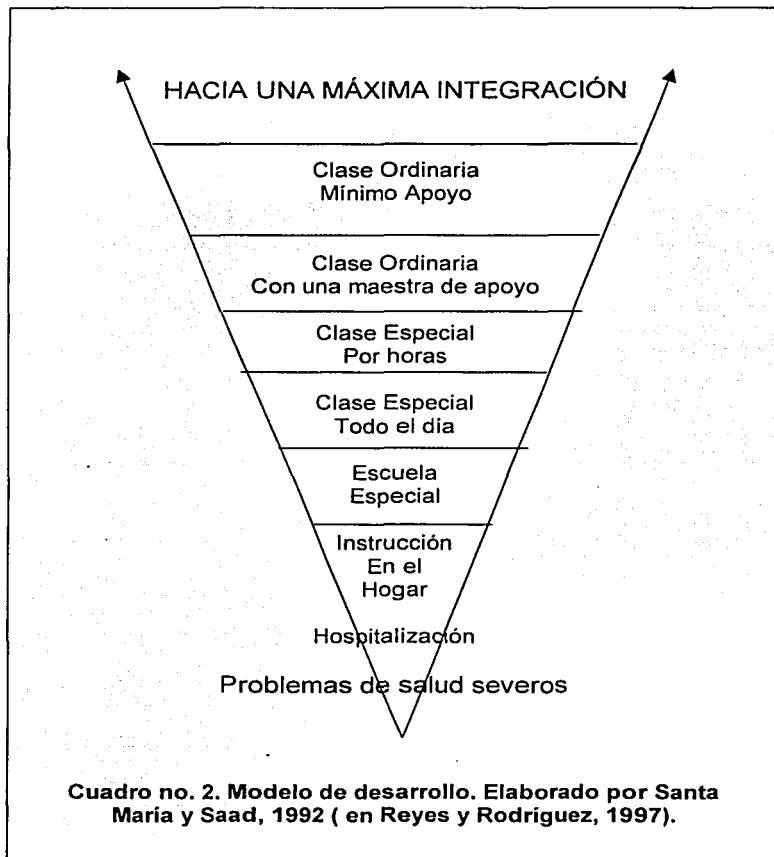 HACIA UNA MÁXIMA INTEGRACIÓN
Clase Ordinaria
Mínimo Apoyo
Clase Ordinaria
Con una maestra de apoyo
Clase Especial
Por horas
Clase Especial
Todo el día
Escuela
Especial
Instrucción
En el
Hogar
Hospitalización
Problemas de salud severos
Cuadro no. 2. Modelo de desarrollo. Elaborado por Santa
María y Saad, 1992 ( en Reyes y Rodríguez, 1997).